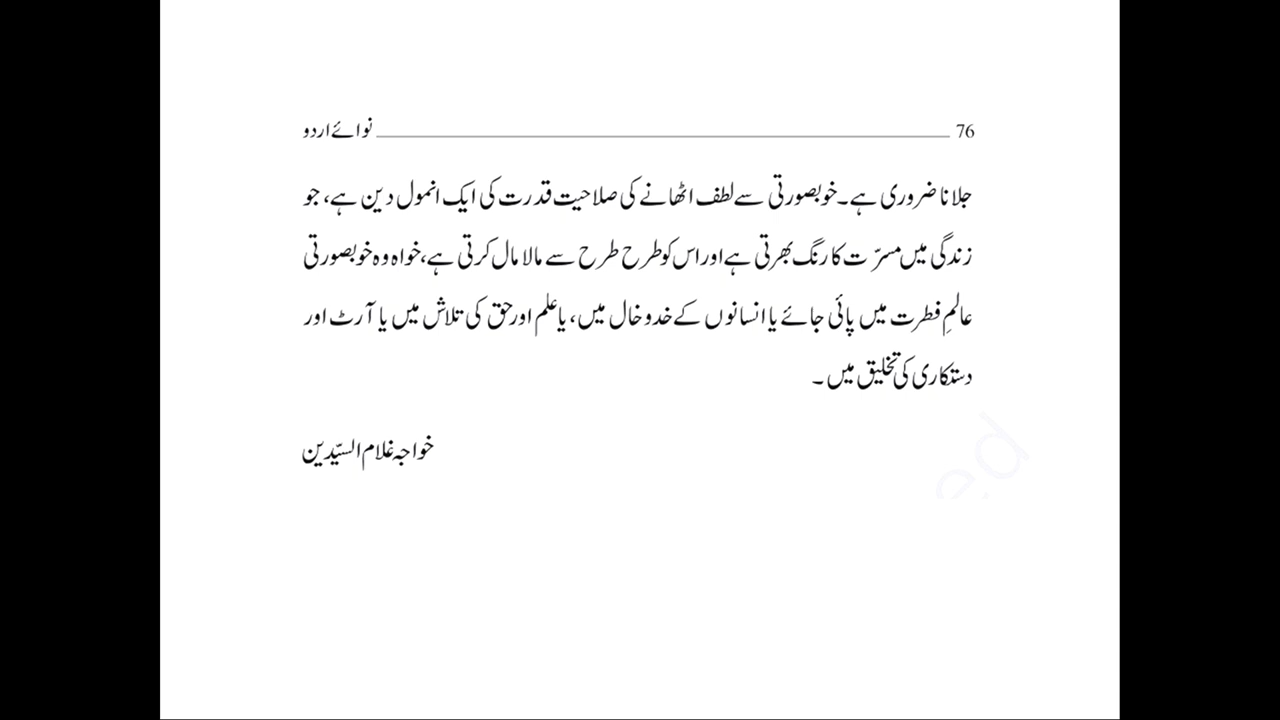 76 نوائے اردو
جلانا ضروری ہے۔ خوبصورتی سے لطف اٹھانے کی صلاحیت قدرت کی ایک انمول دین ہے، جو
زندگی میں مسرّت کا رنگ بھرتی ہے اور اس کو طرح طرح سے مالا مال کرتی ہے، خواہ وہ خوبصورتی
عالمِ فطرت میں پائی جائے یا انسانوں کے خدوخال میں، یا علم اور حق کی تلاش میں یا آرٹ اور
دستکاری کی تخلیق میں۔
خواجہ غلام السیّدین
ed